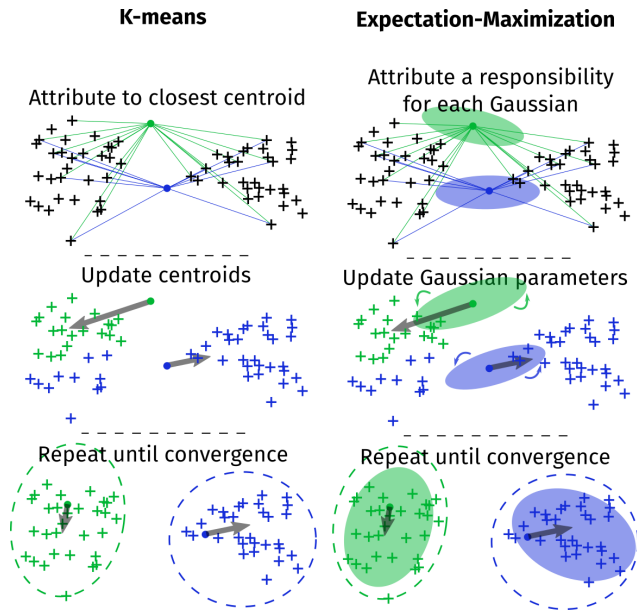 K-means
Expectation-Maximization
Attribute to closest centroid
Attribute a responsibility
for each Gaussian
Update centroids
Update Gaussian parameters
Repeat until convergence
Repeat until convergence